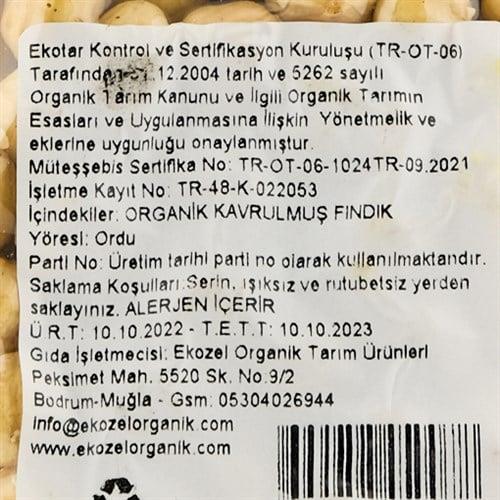 Ekotar Kontrol ve Sertifikasyon Kuruluşu (TR-OT-06)
Tarafından .12.2004 tarih ve 5262 sayılı
Organik Tarım Kanunu ve İlgili Organik Tarımın
Esasları ve Uygulanmasına İlişkin Yönetmelik ve
eklerine uygunluğu onaylanmıştur.
Müteşşebis Sertifika No: TR-OT-06-1024TR-09.2021
İşletme Kayıt No: TR-48-K-022053
İçindekiler: ORGANİK KAVRULMUŞ FINDIK
Yöresi: Ordu
Parti No: Üretim tarihi parti no olarak kullanılmaktandır.
Saklama Koşulları:Serin, ışıksız ve rutubetsiz yerden
saklayınız. ALERJEN İÇERİR
Ü.R.T: 10.10.2022 - T.E.T.T: 10.10.2023
Gıda İşletmecisi: Ekozel Organik Tarım Ürünleri
Peksimet Mah. 5520 Sk. No:9/2
Bodrum-Muğla - Gsm: 05304026944
info@ekozelorganik.com
www.ekozelorganik.com